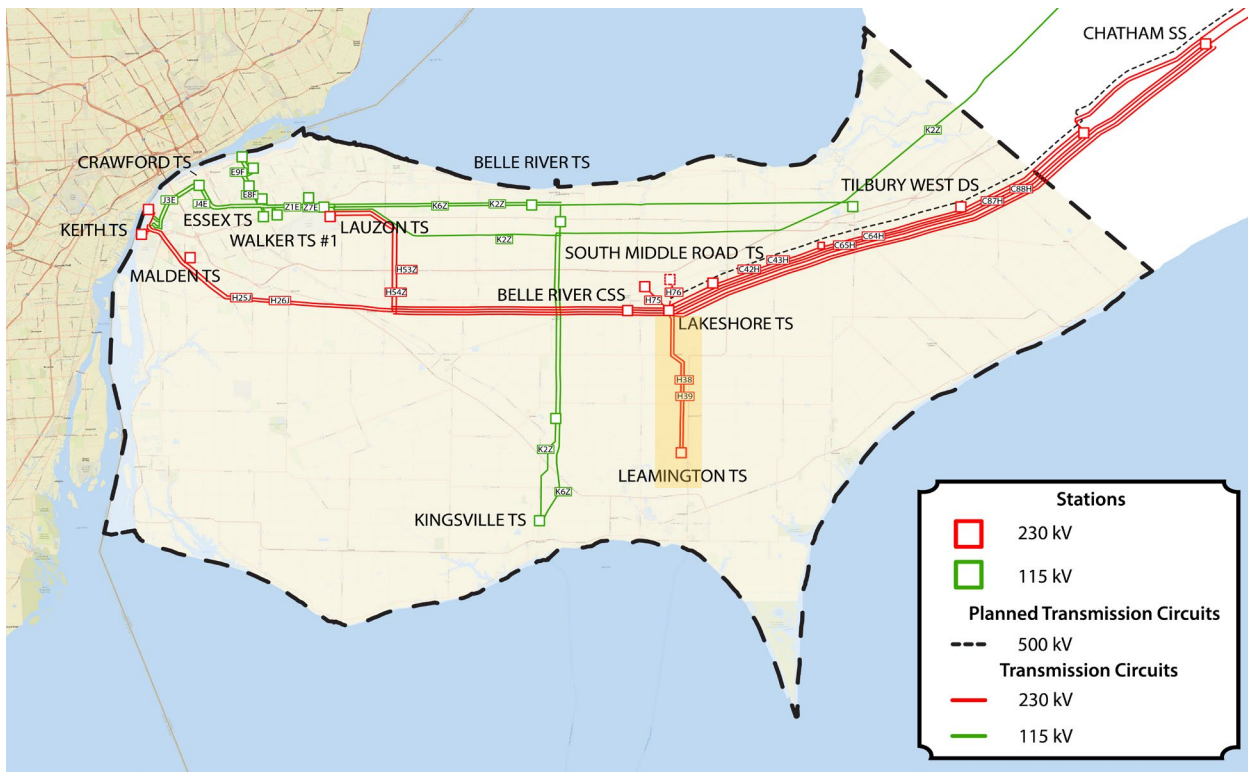 CHATHAM SS
K2Z
CRAWFORD TS
BELLE RIVER TS
E9F
C88H
TILBURY WEST DS
E8F
J3E
J4E
C87H
ESSEX TS
Z1E
Z7E
K6Z
K2Z
KEITH TS
LAUZON TS
WALKER TS #1
K2Z
C64H
C65H
SOUTH MIDDLE ROAD TS
C43H
MALDEN TS
H53Z
C42H
H54Z
H76
BELLE RIVER CSS
H75
H25J
H26J
LAKESHORE TS
H38
H39
K2Z
LEAMINGTON TS
K6Z
KINGSVILLE TS
Stations
230 kV
115 kV
Planned Transmission Circuits
500 kV
Transmission Circuits
230 kV
115 kV